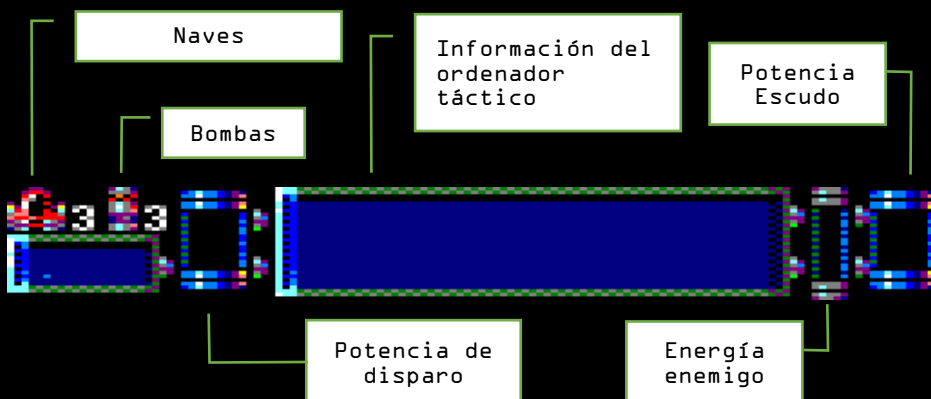 Naves
Información del
ordenador
táctico
Potencia
Escudo
Bombas
3
3
Potencia de
disparo
Energía
enemigo